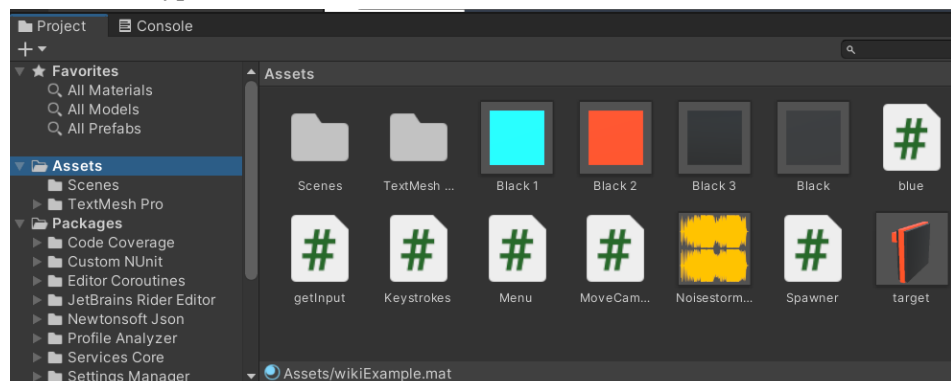 Project Console
Favorites
All Materials
All Models
All Prefabs
Assets
Scenes
TextMesh Pro
Packages
Code Coverage
Custom NUnit
Editor Coroutines
JetBrains Rider Editor
Newtonsoft Json
Profile Analyzer
Services Core
Settings Manager
Assets
Scenes TextMesh ... Black 1 Black 2 Black 3 Black blue
getInput Keystrokes Menu MoveCam... Noisestorm... Spawner target
Assets/wikiExample.mat